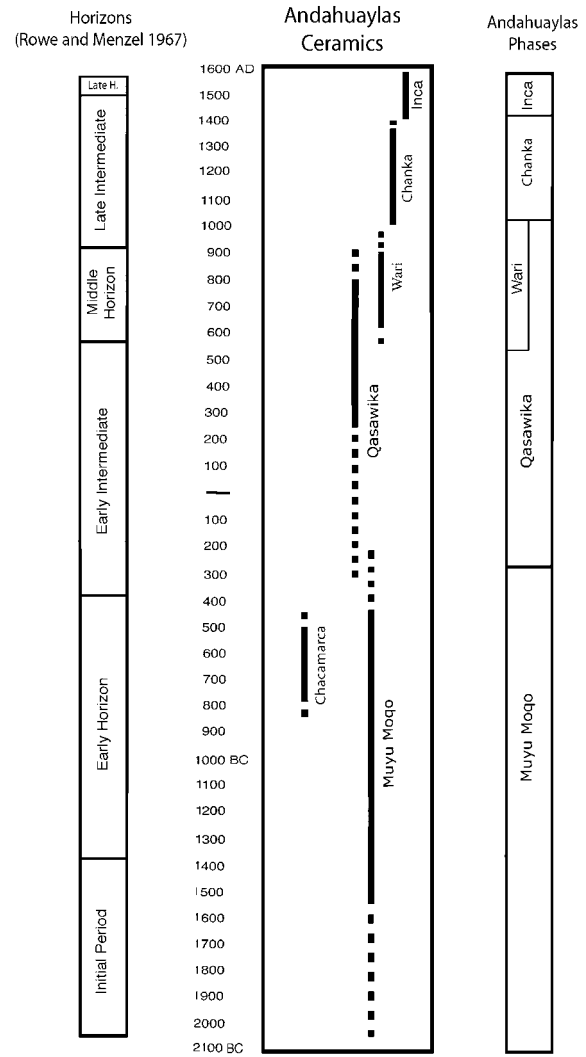 Horizons
(Rowe and Menzel 1967)
Andahuaylas
Ceramics
Andahuaylas
Phases
Late H.
Late Intermediate
Middle
Horizon
Early Intermediate
Early Horizon
Initial Period
1600 AD
1500
1400
1300
1200
1100
1000
900
800
700
600
500
400
300
200
100
100
200
300
400
500
600
700
800
900
1000 BC
1100
1200
1300
1400
1500
1600
1700
1800
1900
2000
2100 BC
Inca
Chanka
Wari
Qasawika
Chacamarca
Muyu Moqo
Inca
Chanka
Wari
Qasawika
Muyu Moqo